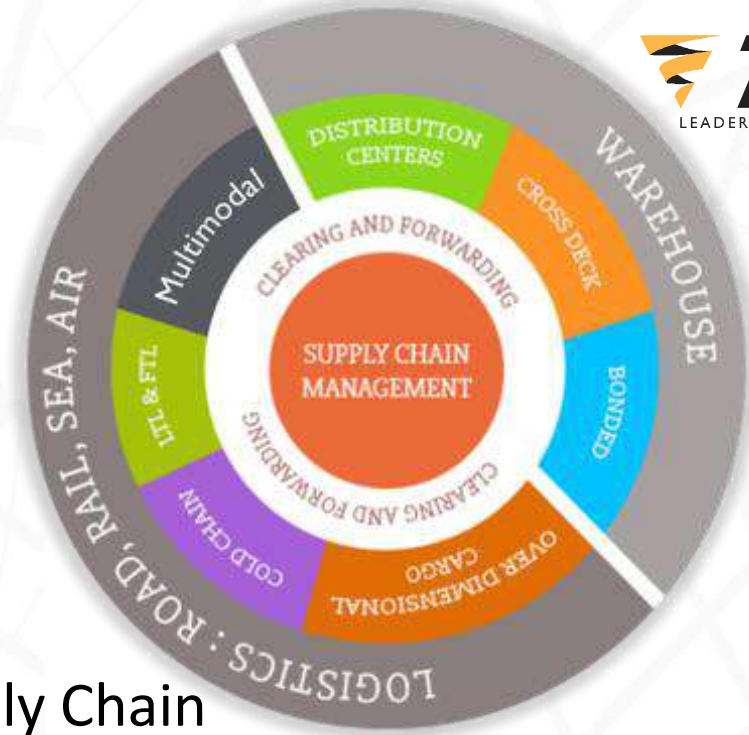 LEADER
WAREHOUSE
DISTRIBUTION
CENTERS
CROSS DECK
BONDED
Multimodal
LTL & FTL
COLD CHAIN
OVER DIMENSIONAL
CARGO
CLEARING AND FORWARDING
SUPPLY CHAIN
MANAGEMENT
CLEARING AND FORWARDING
LOGISTICS : ROAD, RAIL, SEA, AIR
ly Chain